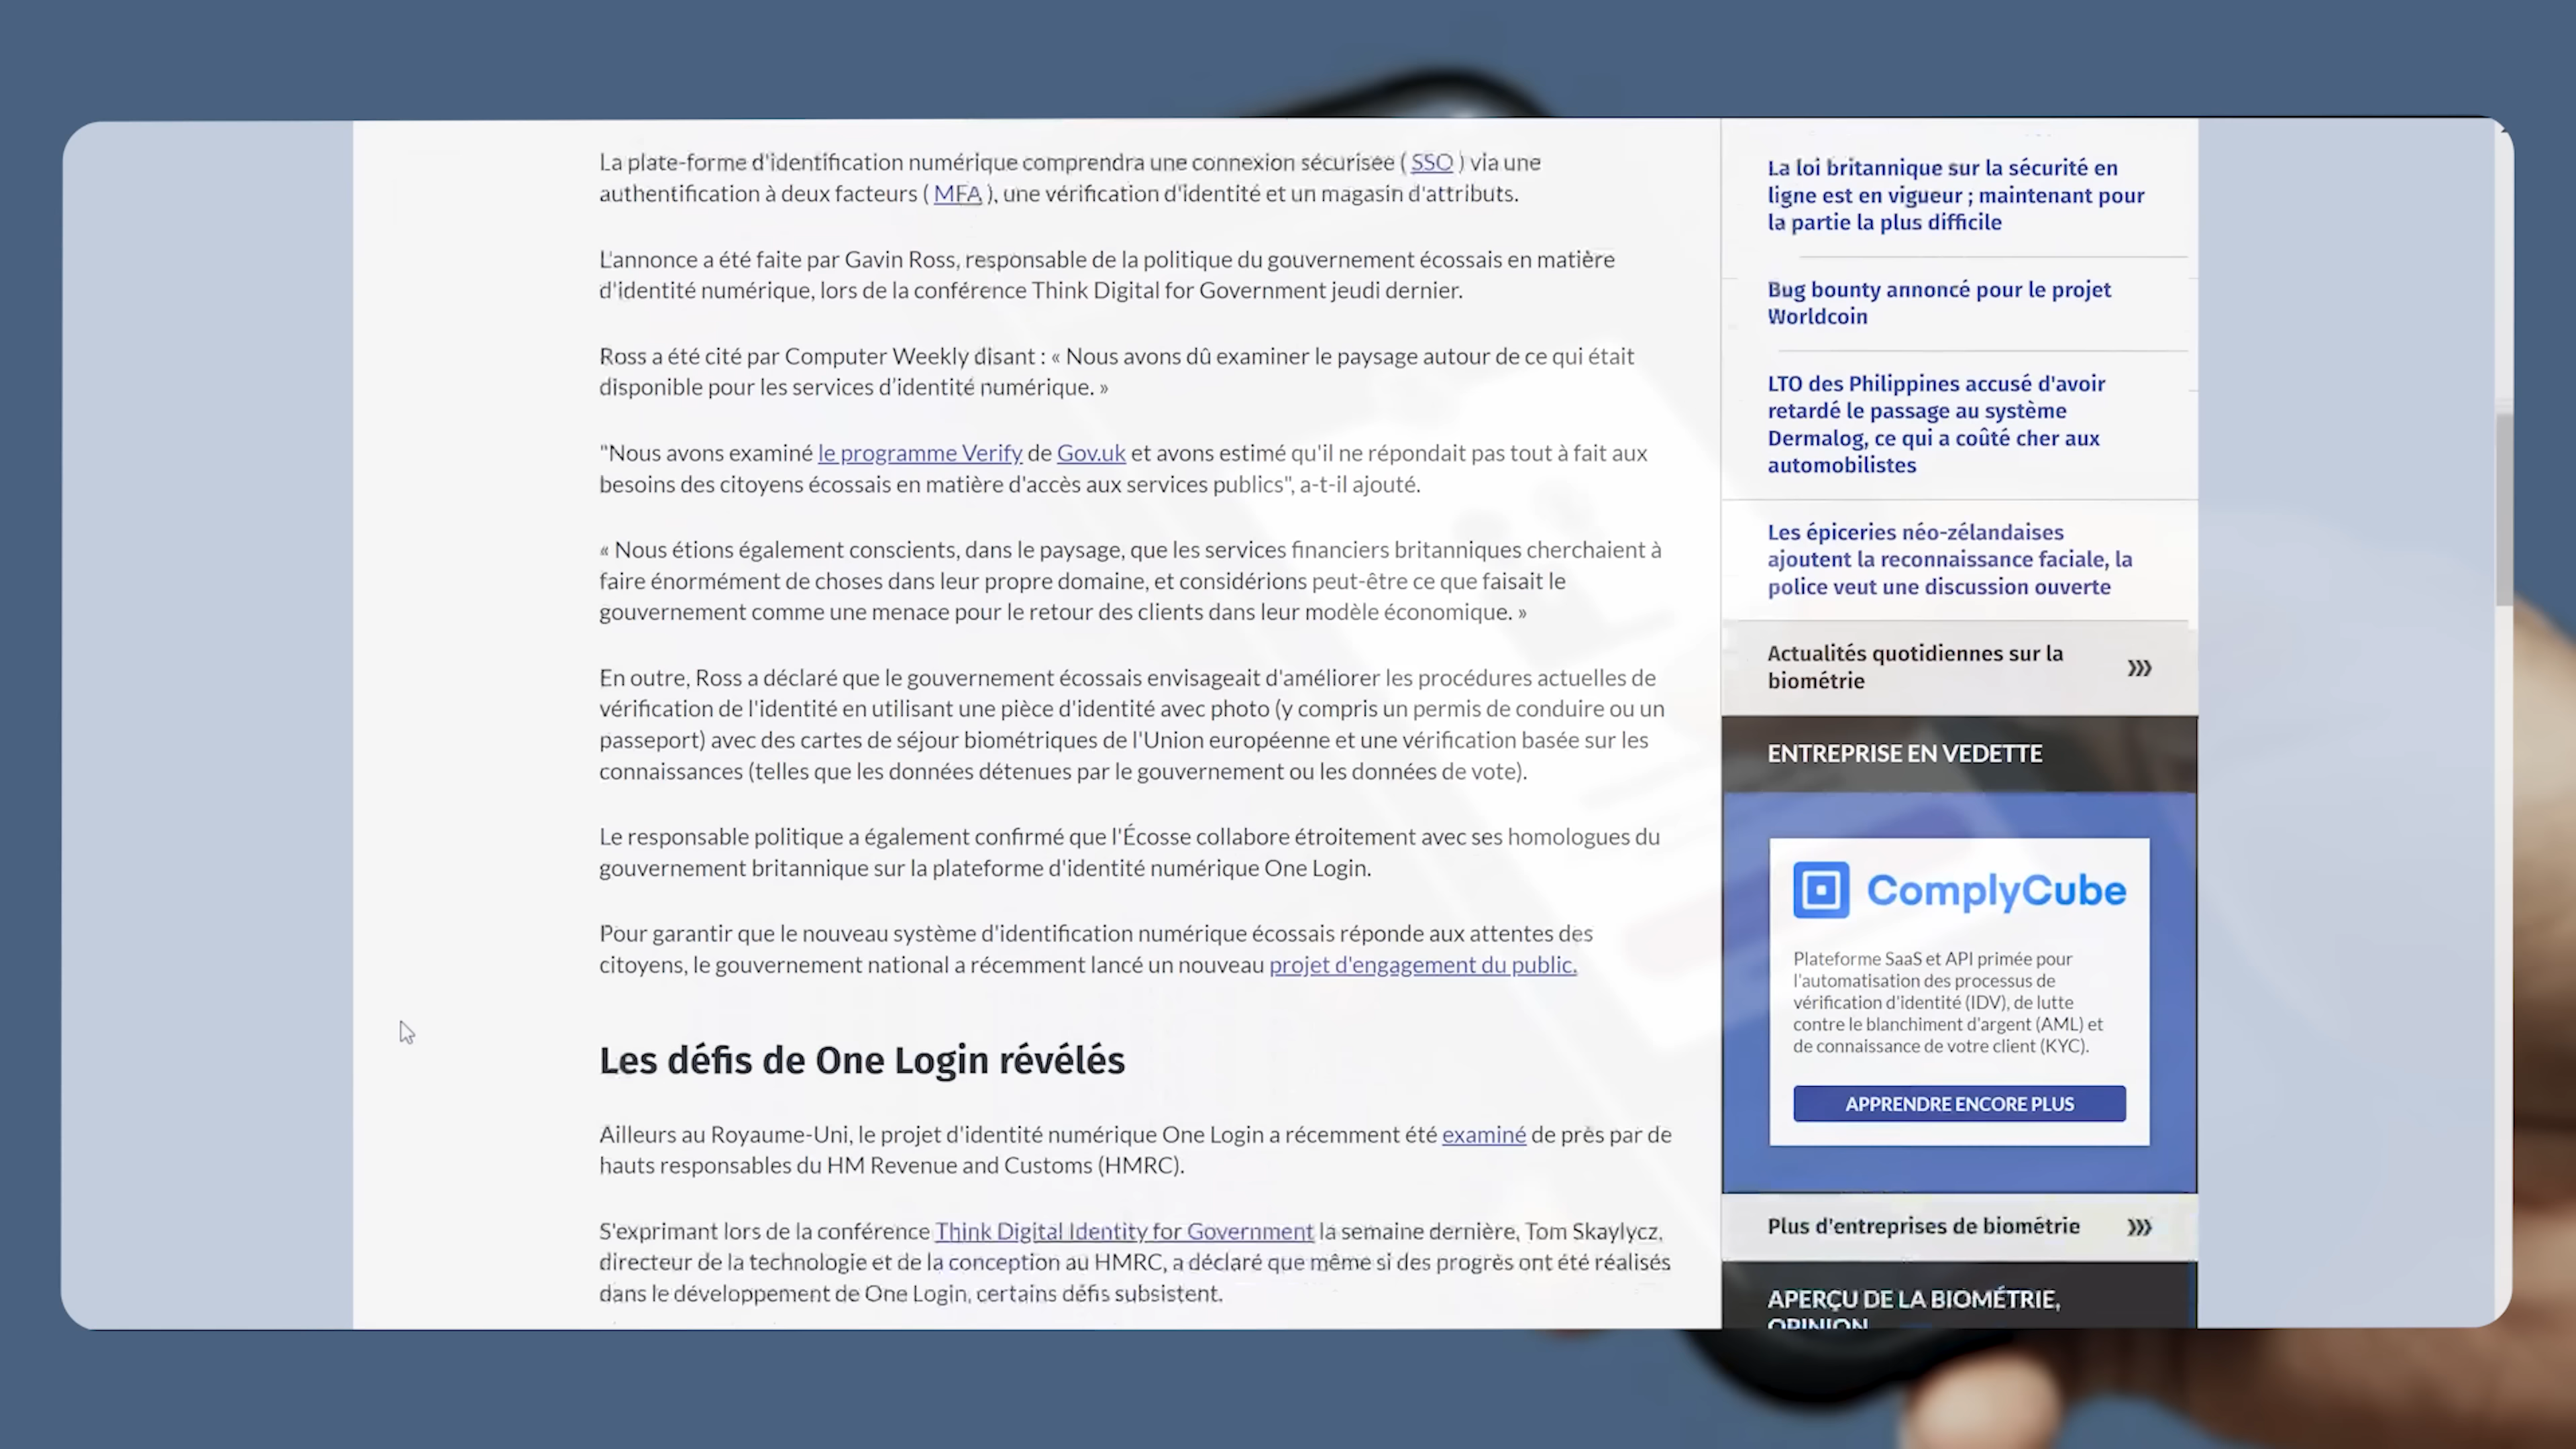 La plate-forme d'identification numérique comprendra une connexion sécurisée ( SSO ) via une
authentification à deux facteurs ( MFA ), une vérification d'identité et un magasin d'attributs.
L'annonce a été faite par Gavin Ross, responsable de la politique du gouvernement écossais en matière
d'identité numérique, lors de la conférence Think Digital for Government jeudi dernier.
Ross a été cité par Computer Weekly disant : « Nous avons dû examiner le paysage autour de ce qui était
disponible pour les services d'identité numérique. »
"Nous avons examiné le programme Verify de Gov.uk et avons estimé qu'il ne répondait pas tout à fait aux
besoins des citoyens écossais en matière d'accès aux services publics", a-t-il ajouté.
« Nous étions également conscients, dans le paysage, que les services financiers britanniques cherchaient à
faire énormément de choses dans leur propre domaine, et considérions peut-être ce que faisait le
gouvernement comme une menace pour le retour des clients dans leur modèle économique. »
En outre, Ross a déclaré que le gouvernement écossais envisageait d'améliorer les procédures actuelles de
vérification de l'identité en utilisant une pièce d'identité avec photo (y compris un permis de conduire ou un
passeport) avec des cartes de séjour biométriques de l'Union européenne et une vérification basée sur les
connaissances (telles que les données détenues par le gouvernement ou les données de vote).
Le responsable politique a également confirmé que l'Écosse collabore étroitement avec ses homologues du
gouvernement britannique sur la plateforme d'identité numérique One Login.
Pour garantir que le nouveau système d'identification numérique écossais réponde aux attentes des
citoyens, le gouvernement national a récemment lancé un nouveau projet d'engagement du public.
Les défis de One Login révélés
Ailleurs au Royaume-Uni, le projet d'identité numérique One Login a récemment été examiné de près par de
hauts responsables du HM Revenue and Customs (HMRC).
S'exprimant lors de la conférence Think Digital Identity for Government la semaine dernière, Tom Skaylycz,
directeur de la technologie et de la conception au HMRC, a déclaré que même si des progrès ont été réalisés
dans le développement de One Login, certains défis subsistent.
La loi britannique sur la sécurité en
ligne est en vigueur ; maintenant pour
la partie la plus difficile
Bug bounty annoncé pour le projet
Worldcoin
LTO des Philippines accusé d'avoir
retardé le passage au système
Dermalog, ce qui a coûté cher aux
automobilistes
Les épiceries néo-zélandaises
ajoutent la reconnaissance faciale, la
police veut une discussion ouverte
Actualités quotidiennes sur la
biométrie
ENTREPRISE EN VEDETTE
ComplyCube
Plateforme SaaS et API primée pour
l'automatisation des processus de
vérification d'identité (IDV), de lutte
contre le blanchiment d'argent (AML) et
de connaissance de votre client (KYC).
APPRENDRE ENCORE PLUS
Plus d'entreprises de biométrie
APERÇU DE LA BIOMÉTRIE,
OPINION